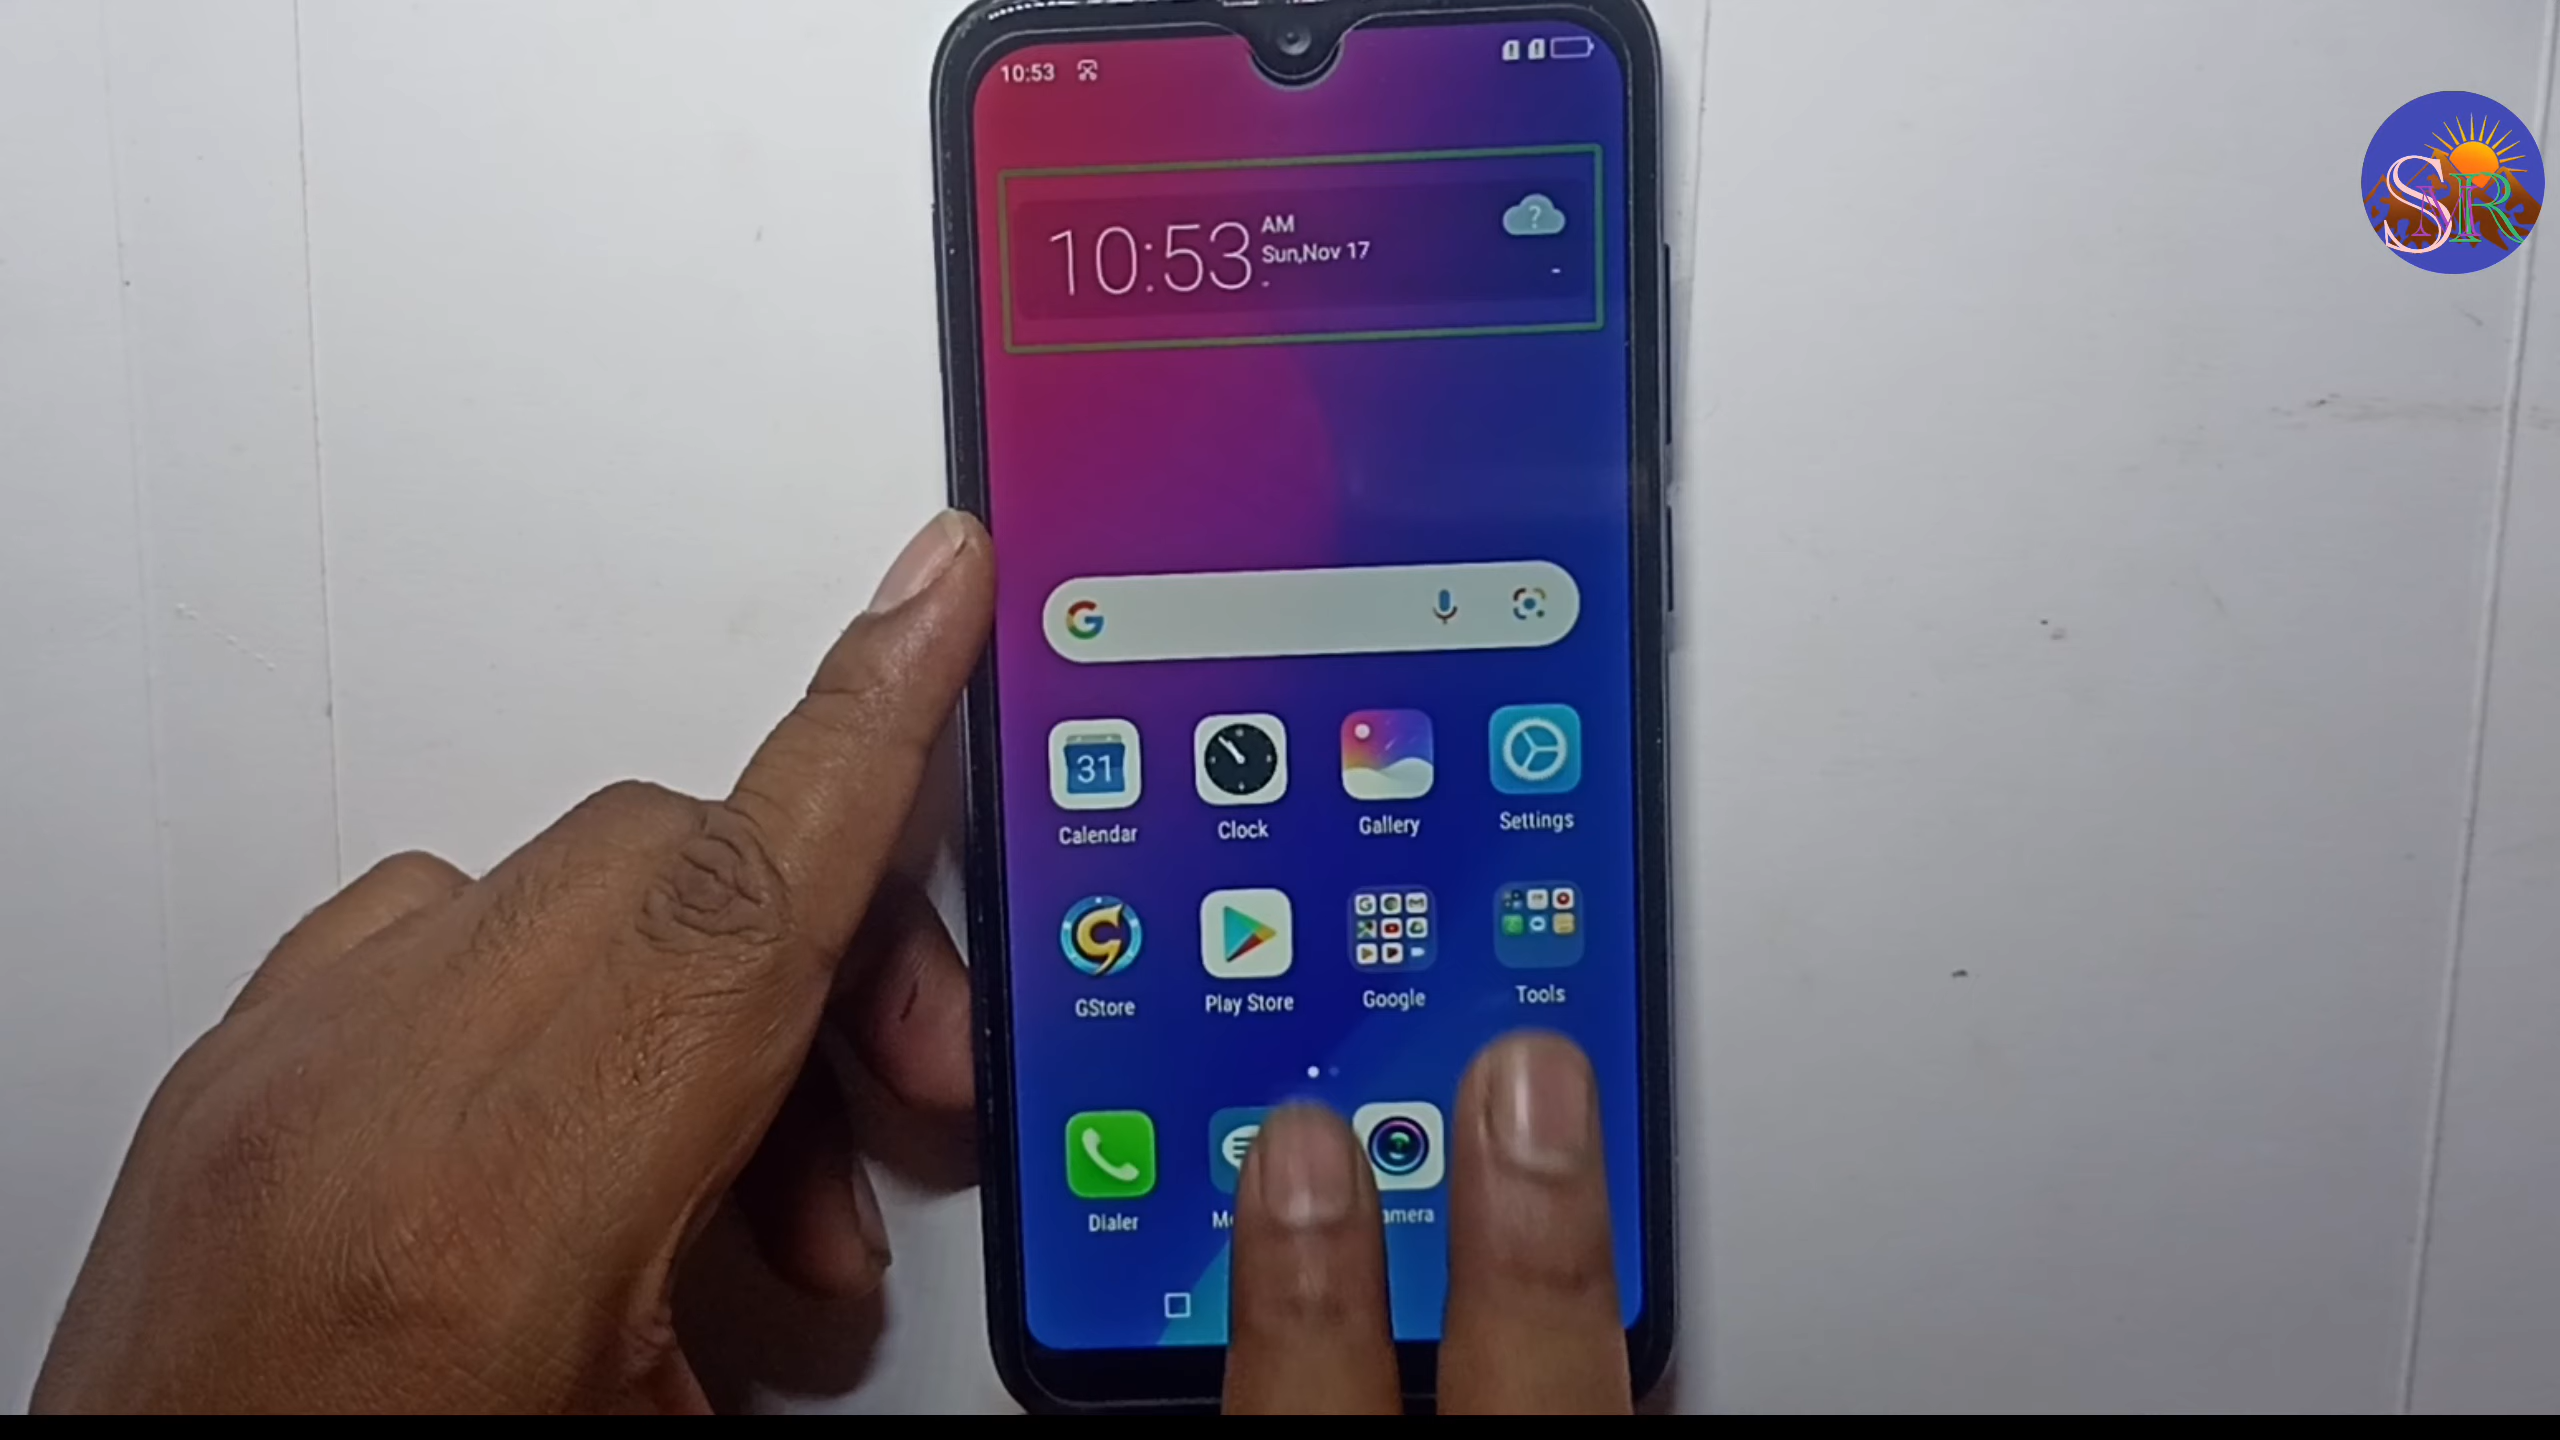 10:53
10:53
AM
Sun,Nov 17
?
G
31
Calendar
Clock
Gallery
Settings
GStore
Play Store
Google
Tools
Dialer
SMR